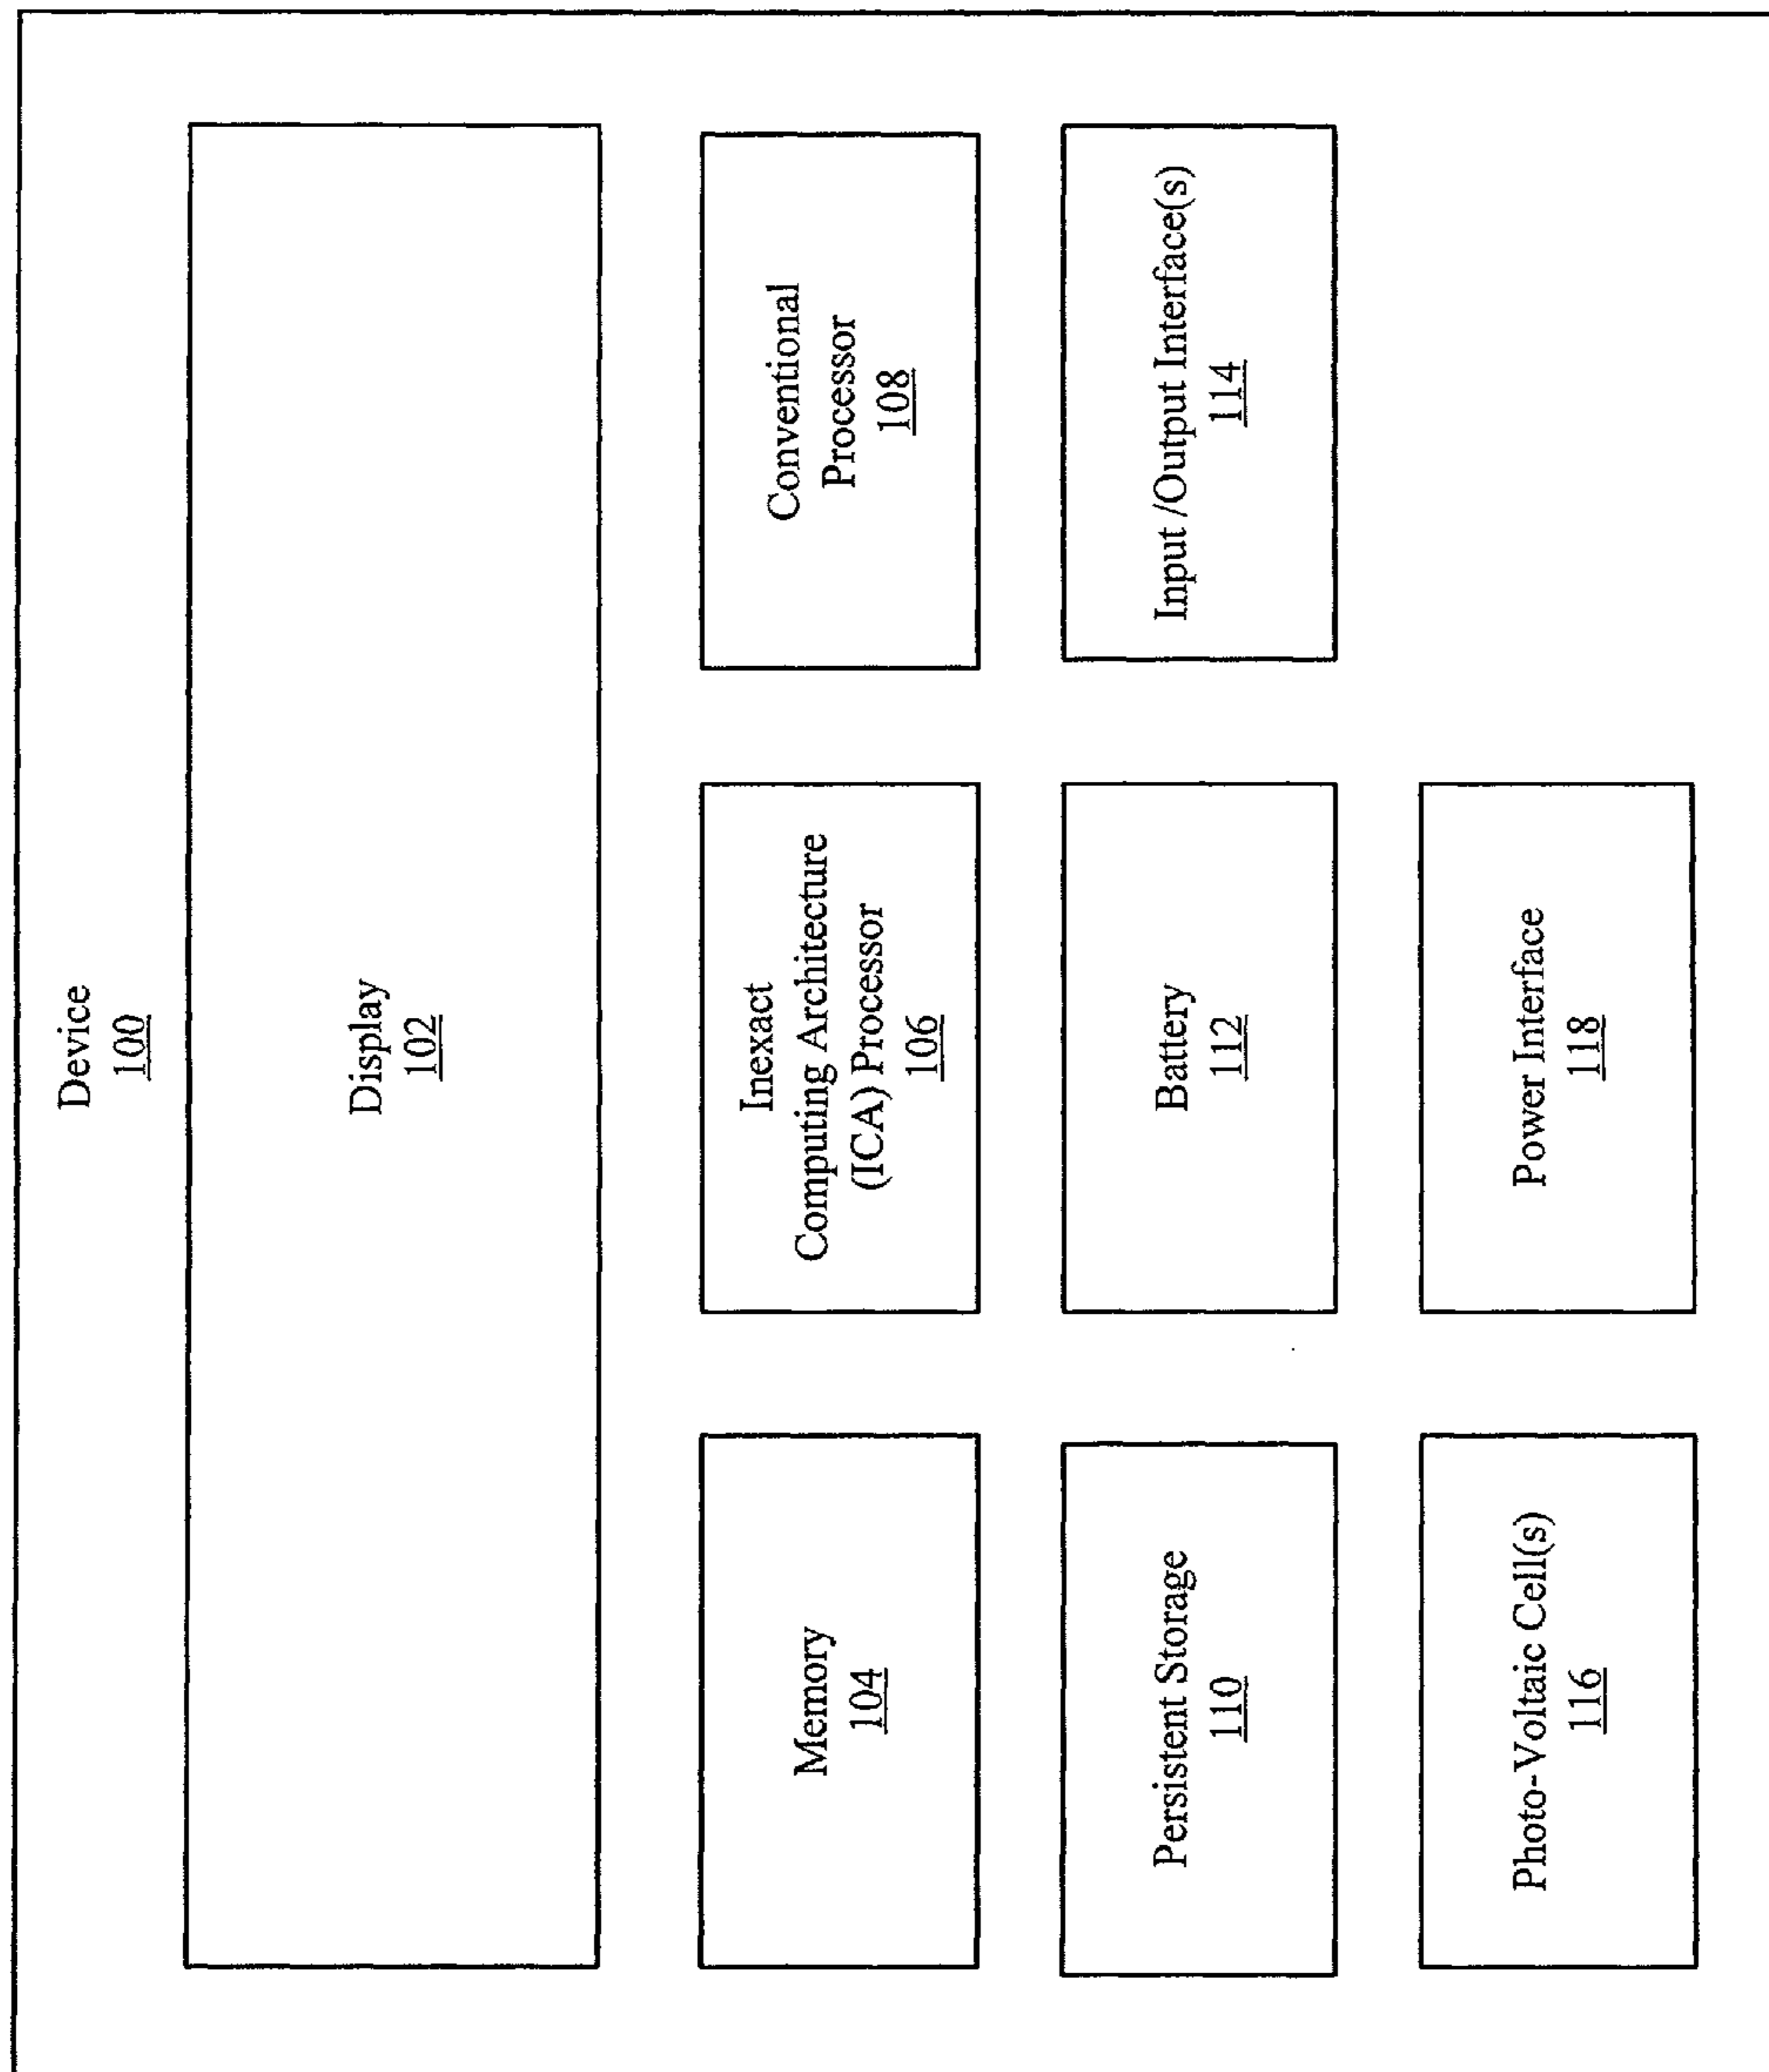 Device
100
Display
102
Memory
104
Inexact
Computing Architecture
(ICA) Processor
106
Conventional
Processor
108
Persistent Storage
110
Battery
112
Input /Output Interface(s)
114
Photo-Voltaic Cell(s)
116
Power Interface
118